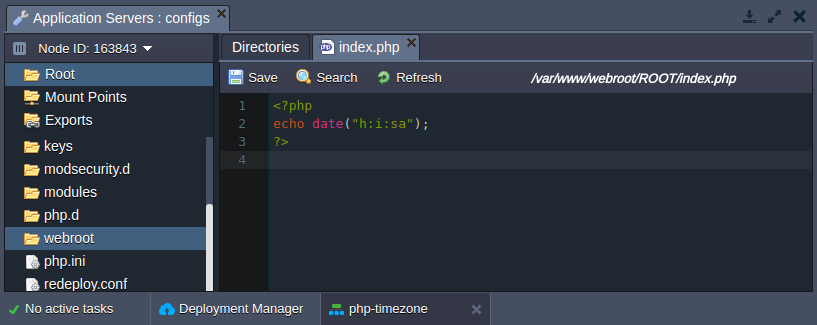 Application Servers : configs
Node ID: 163843
Root
Mount Points
Exports
keys
modsecurity.d
modules
php.d
webroot
php.ini
redeploy.conf
Directories
php index.php
Save Search Refresh /var/www/webroot/ROOT/index.php
1 <?php
2 echo date("h:i:sa");
3 ?>
4
No active tasks Deployment Manager php-timezone